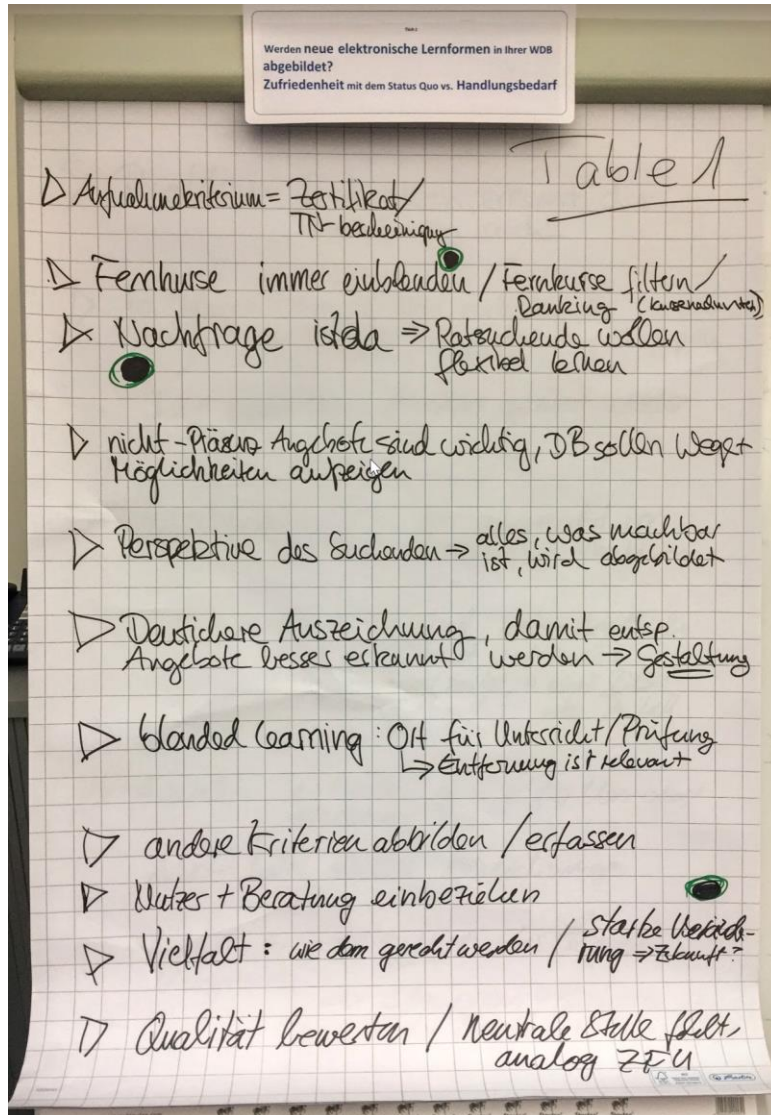 Werden neue elektronische Lernformen in Ihrer WDB
abgebildet?
Zufriedenheit mit dem Status Quo vs. Handlungsbedarf
Table 1
▷ Aufnahmekriterium = Zertifikat/
TN-bescheinigung
▷ Fernkurse immer einblenden / Fernkurse filtern/
Ranking
▷ Nachfrage ist da ⇒ Ratsuchende wollen
flexibel lernen
▷ nicht-Präsenz Angebote sind wichtig, DB sollen Wege +
Möglichkeiten aufzeigen
▷ Perspektive des Suchenden → alles, was machbar
ist, wird abgebildet
▷ Deutlichere Auszeichnung, damit entsp.
Angebote besser erkannt werden → Gestaltung
▷ blended learning: Ort für Unterricht/Prüfung
↳ Entfernung ist relevant
▷ andere Kriterien abbilden / erfassen
▷ Nutzer + Beratung einbeziehen
▷ Vielfalt: wie dem gerecht werden / starke Verände-
rung ⇒ Zukunft?
▷ Qualität bewerten / neutrale Stelle fehlt,
analog ZFU